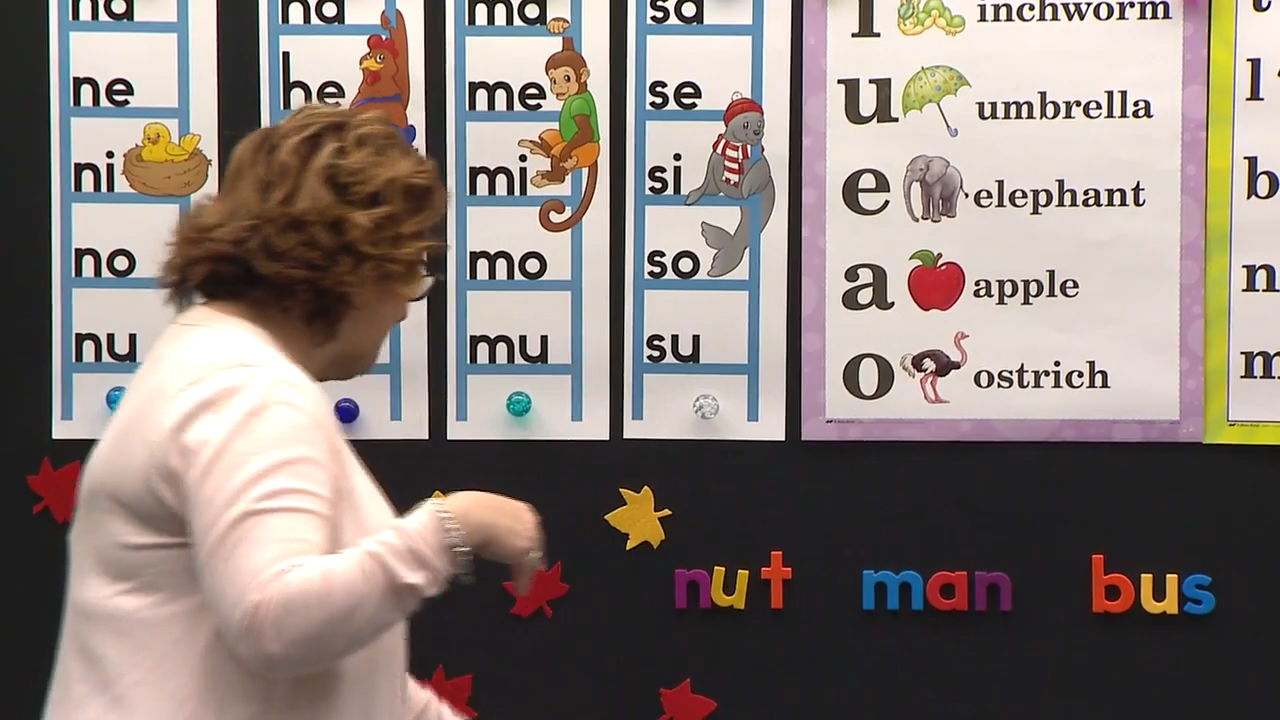 na
ne
ni
no
nu
ha
he
ma
me
mi
mo
mu
sa
se
si
so
su
i inchworm
u umbrella
e elephant
a apple
o ostrich
t
l
b
n
m
nut man bus